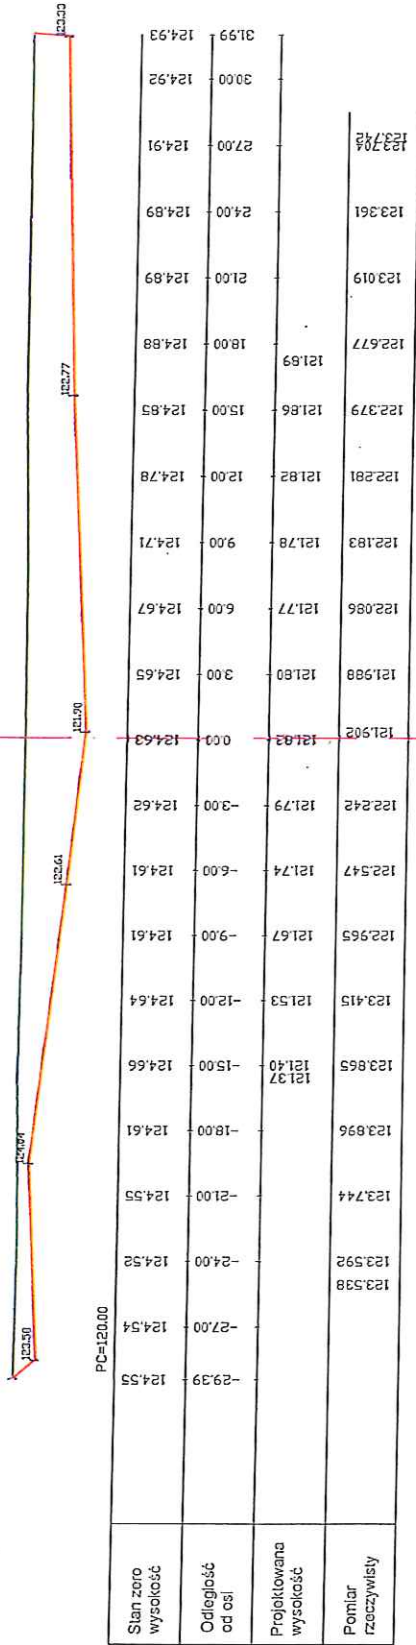 123.50
124.04
122.61
121.90
122.77
123.33
PC=120.00
Stan zero
wysokość
124.55 124.54 124.52 124.55 124.61 124.66 124.64 124.61 124.61 124.62 124.63 124.65 124.67 124.71 124.78 124.85 124.88 124.89 124.89 124.91 124.92 124.93
Odległość
od osi
-29.39 -27.00 -24.00 -21.00 -18.00 -15.00 -12.00 -9.00 -6.00 -3.00 0.00 3.00 6.00 9.00 12.00 15.00 18.00 21.00 24.00 27.00 30.00 31.99
Projektowana
wysokość
121.37 121.40 121.53 121.67 121.74 121.79 121.83 121.80 121.77 121.78 121.82 121.86 121.89
Pomiar
rzeczywisty
123.538 123.592 123.744 123.896 123.865 123.415 122.965 122.547 122.242 121.902 121.988 122.086 122.183 122.281 122.379 122.677 123.019 123.361 123.704 123.742